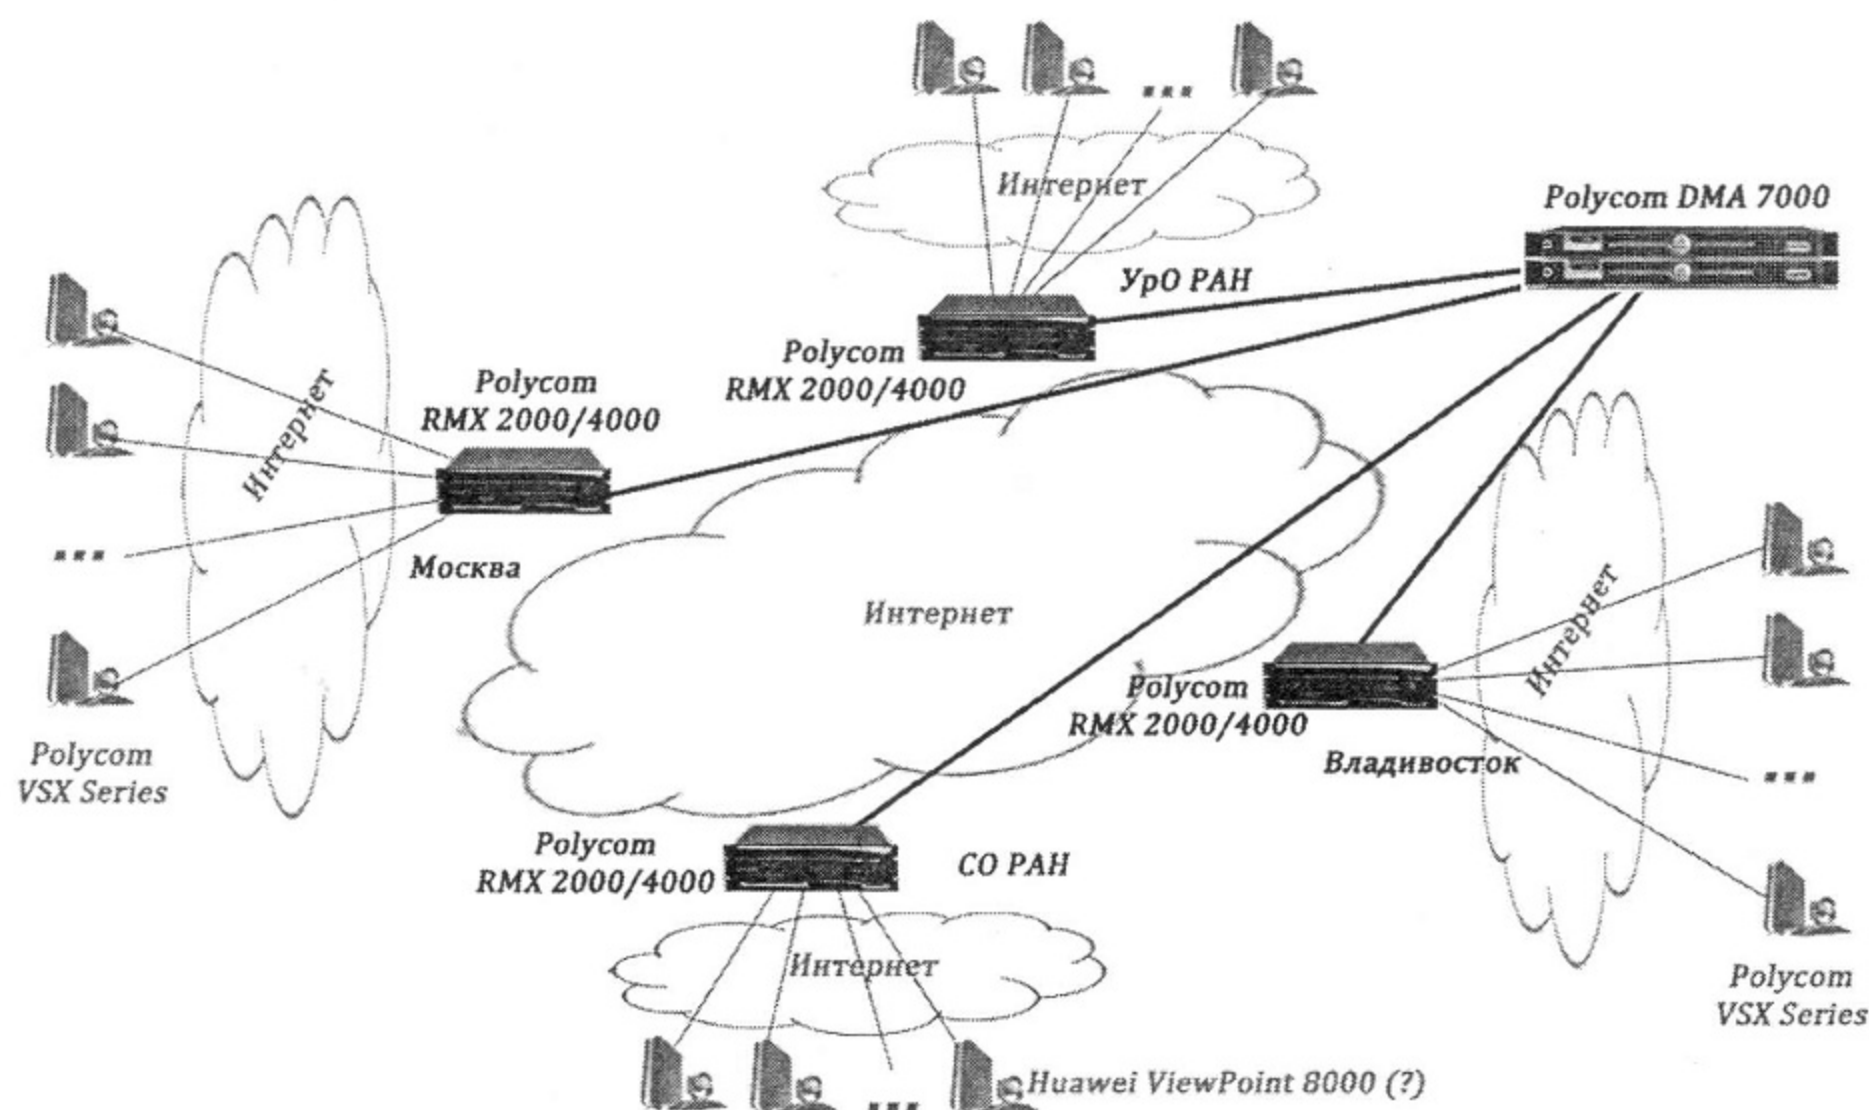 Интернет
Polycom DMA 7000
УрО РАН
Polycom
RMX 2000/4000
Polycom
RMX 2000/4000
Интернет
Москва
Интернет
Polycom
RMX 2000/4000
Владивосток
Интернет
Polycom
VSX Series
Polycom
RMX 2000/4000
СО РАН
Интернет
Polycom
VSX Series
Huawei ViewPoint 8000 (?)